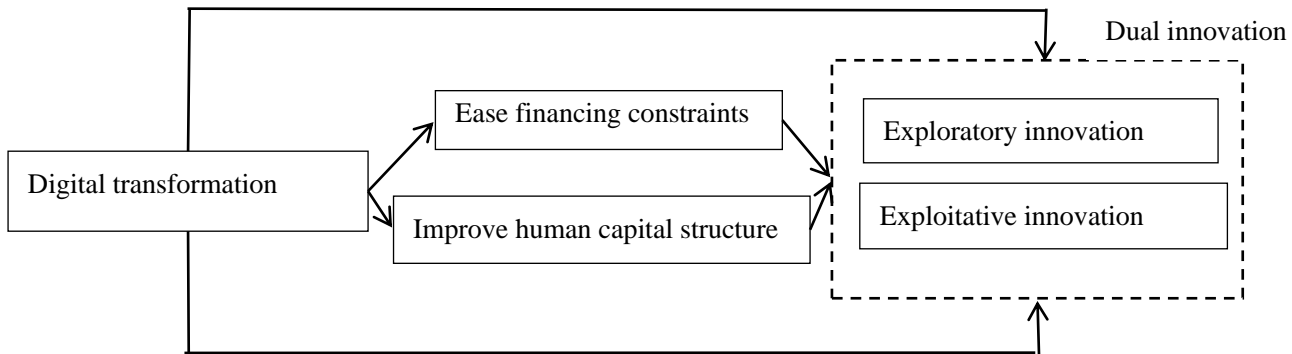 Dual innovation
Ease financing constraints
Exploratory innovation
Digital transformation
Exploitative innovation
Improve human capital structure